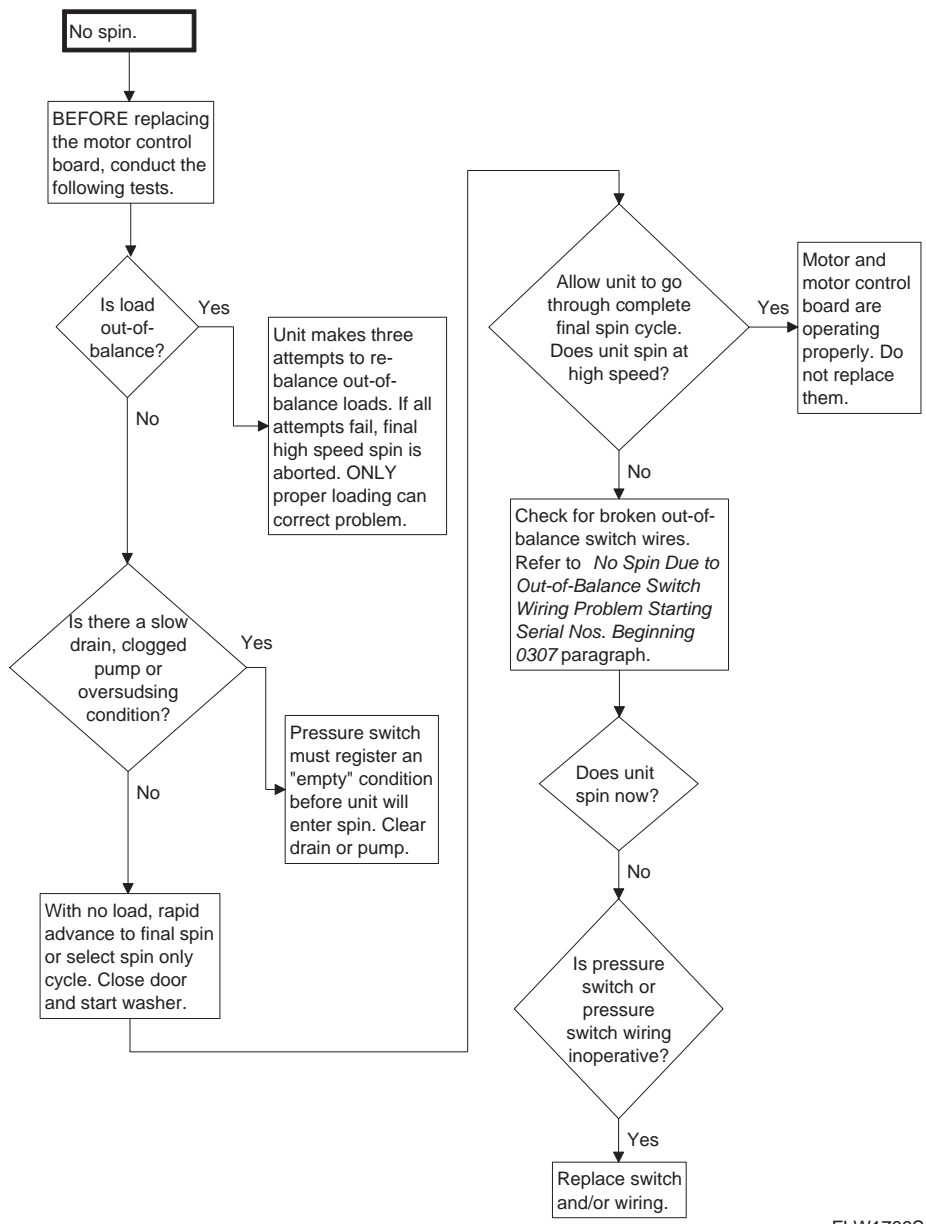 No spin.
BEFORE replacing
the motor control
board, conduct the
following tests.
Is load
out-of-
balance?
Yes
Unit makes three
attempts to re-
balance out-of-
balance loads. If all
attempts fail, final
high speed spin is
aborted. ONLY
proper loading can
correct problem.
No
Is there a slow
drain, clogged
pump or
oversudsing
condition?
Yes
Pressure switch
must register an
"empty" condition
before unit will
enter spin. Clear
drain or pump.
No
With no load, rapid
advance to final spin
or select spin only
cycle. Close door
and start washer.
Allow unit to go
through complete
final spin cycle.
Does unit spin at
high speed?
Yes
Motor and
motor control
board are
operating
properly. Do
not replace
them.
No
Check for broken out-of-
balance switch wires.
Refer to No Spin Due to
Out-of-Balance Switch
Wiring Problem Starting
Serial Nos. Beginning
0307 paragraph.
Does unit
spin now?
No
Is pressure
switch or
pressure
switch wiring
inoperative?
Yes
Replace switch
and/or wiring.